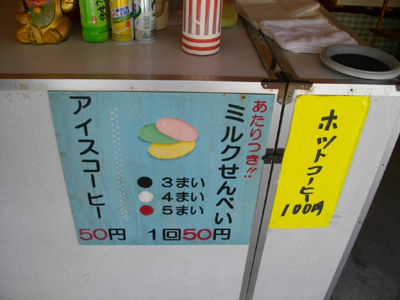 ホットコーヒー
100円
あたりつき!!
ミルクせんべい
3まい
4まい
5まい
1回50円
アイスコーヒー
50円